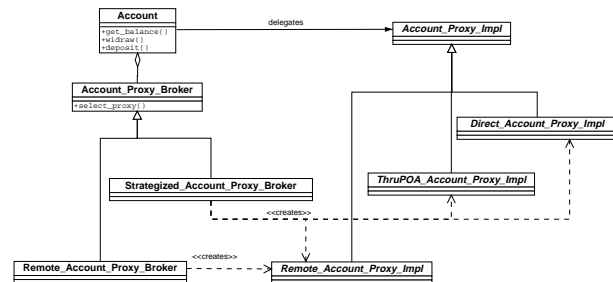 Account
+get_balance()
+widraw()
+deposit()
delegates
Account_Proxy_Impl
Account_Proxy_Broker
+select_proxy()
Direct_Account_Proxy_Impl
Strategized_Account_Proxy_Broker
ThruPOA_Account_Proxy_Impl
<<creates>>
<<creates>>
Remote_Account_Proxy_Broker
Remote_Account_Proxy_Impl